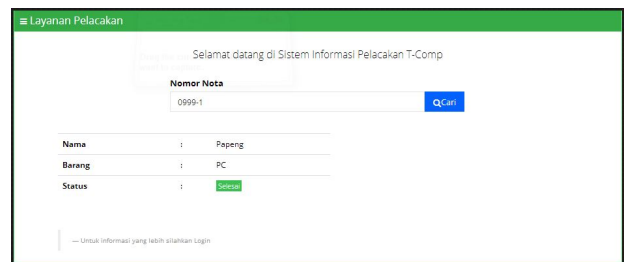 Layanan Pelacakan
Selamat datang di Sistem Informasi Pelacakan T-Comp
Nomor Nota
0999-1
Cari
Nama : Papeng
Barang : PC
Status : Selesai
— Untuk informasi yang lebih silahkan Login